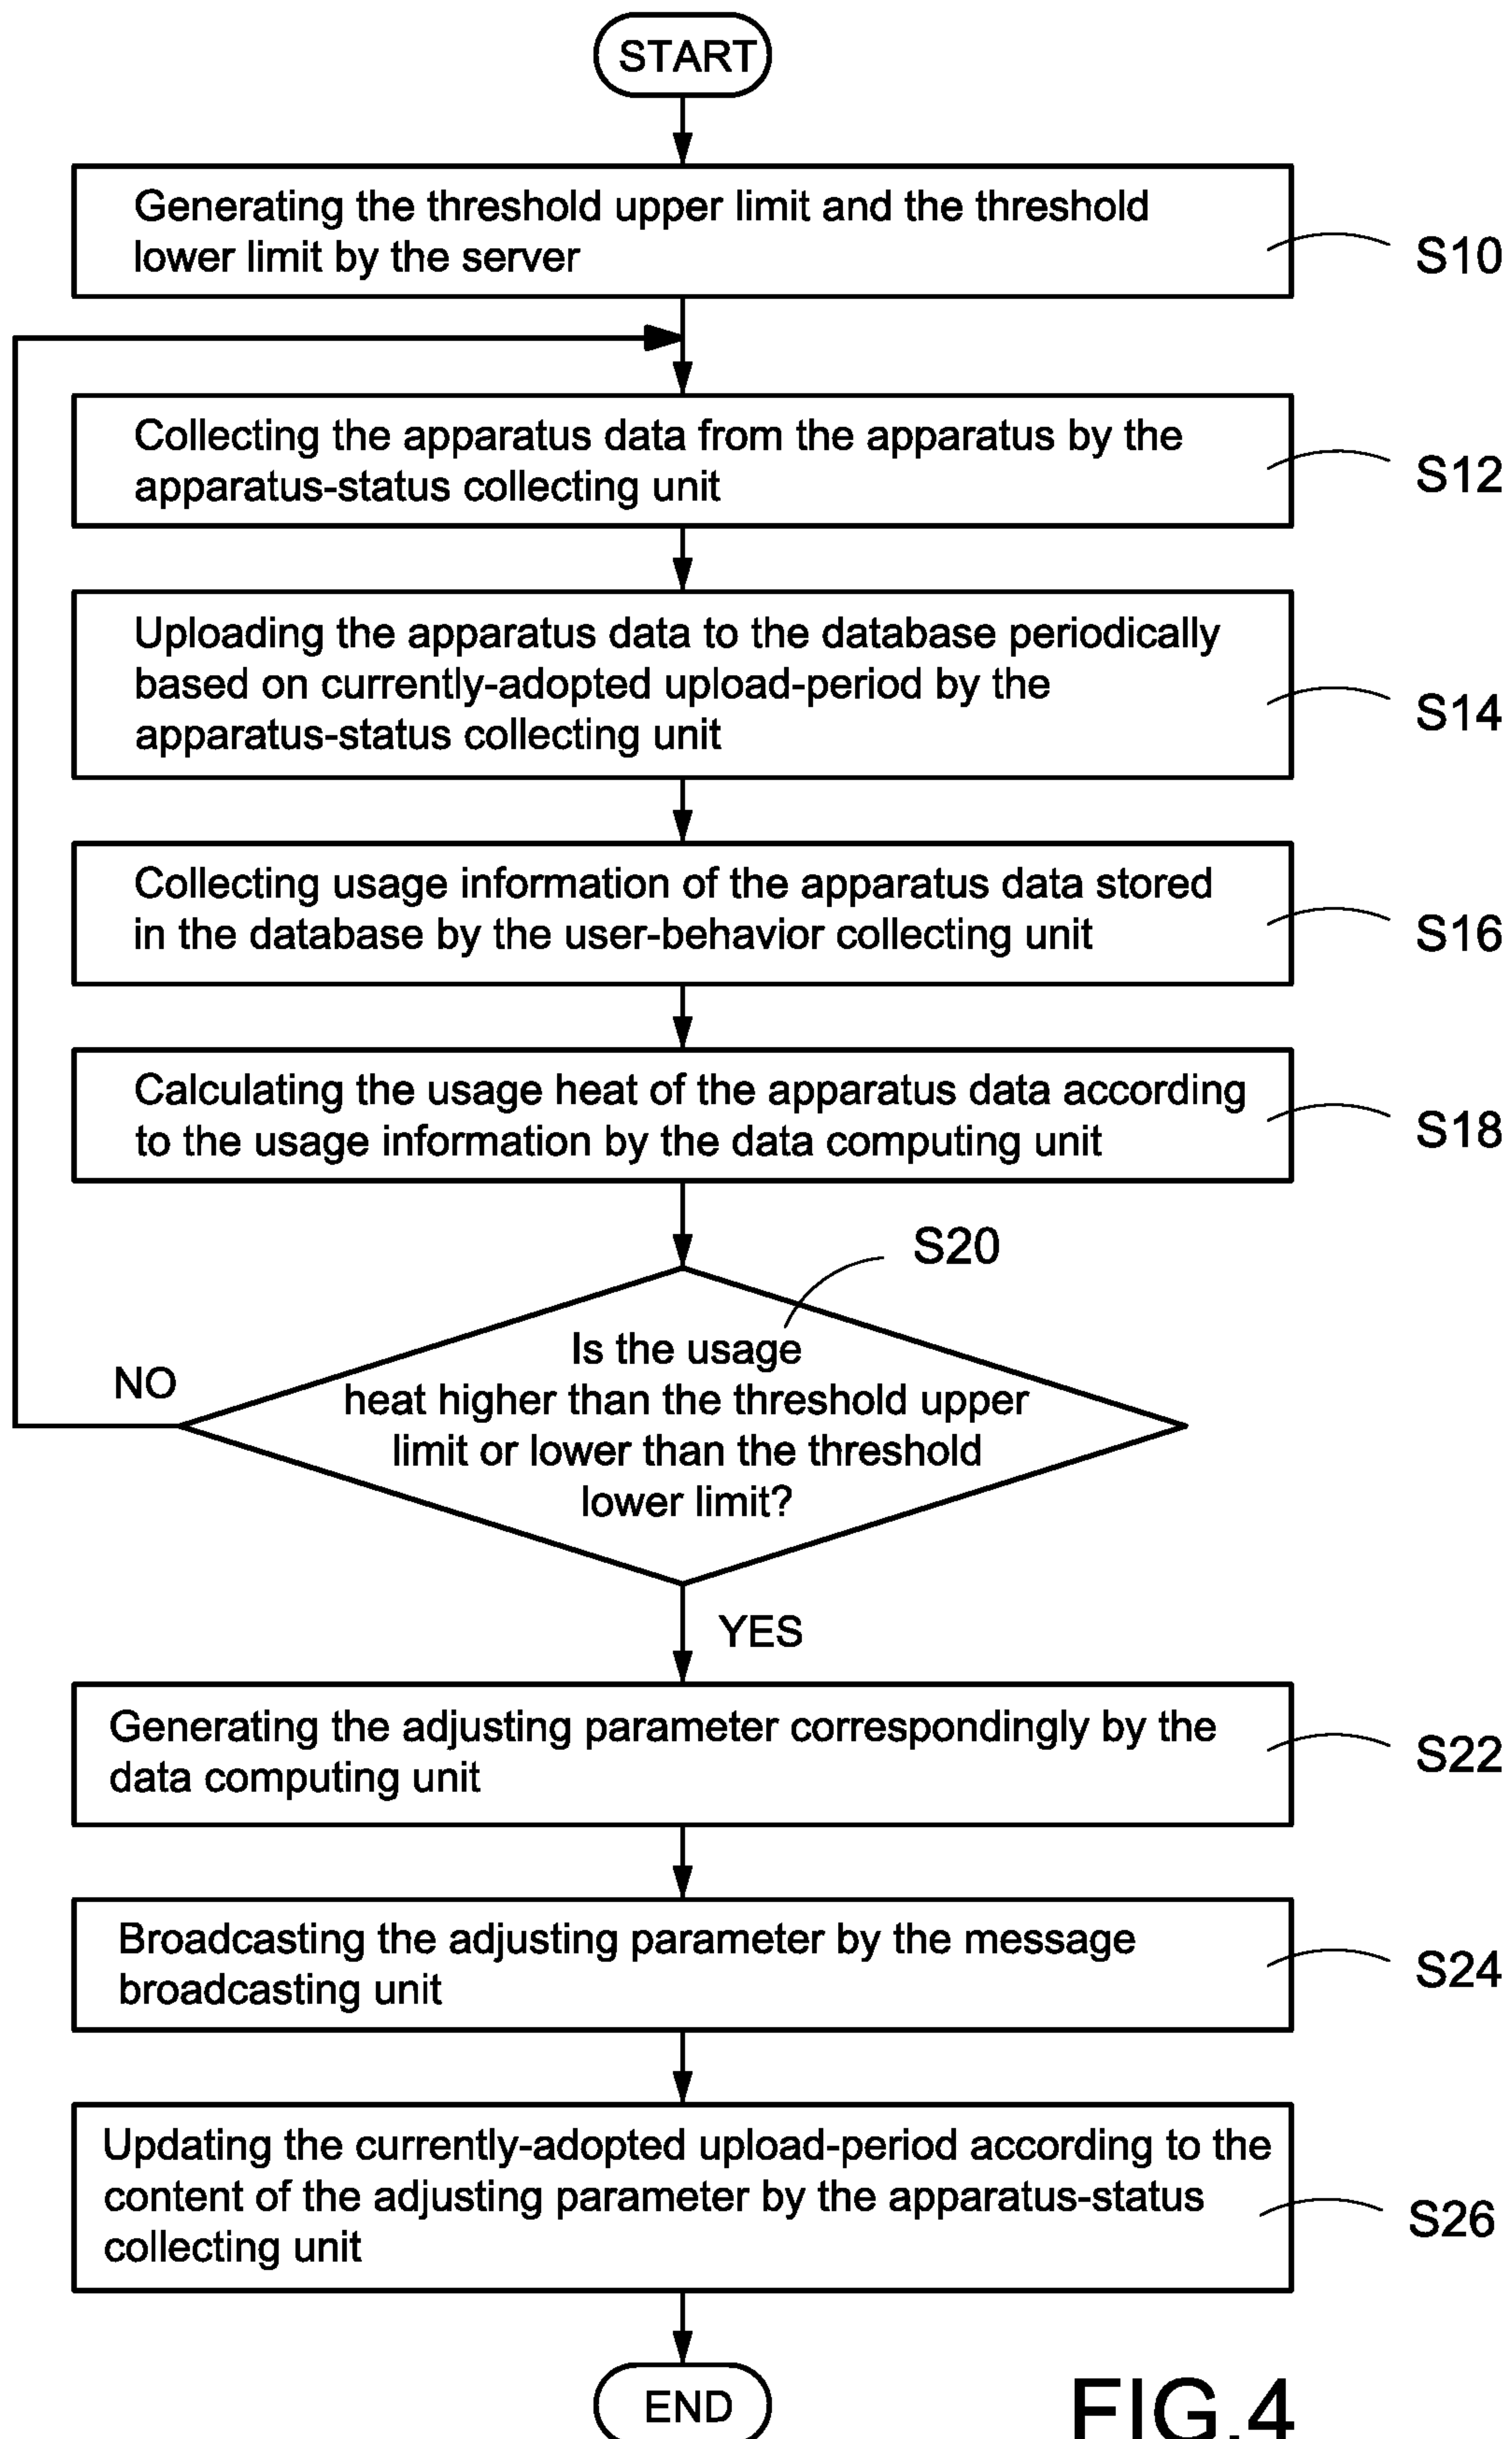 START
Generating the threshold upper limit and the threshold
lower limit by the server
S10
Collecting the apparatus data from the apparatus by the
apparatus-status collecting unit
S12
Uploading the apparatus data to the database periodically
based on currently-adopted upload-period by the
apparatus-status collecting unit
S14
Collecting usage information of the apparatus data stored
in the database by the user-behavior collecting unit
S16
Calculating the usage heat of the apparatus data according
to the usage information by the data computing unit
S18
S20
Is the usage
heat higher than the threshold upper
limit or lower than the threshold
lower limit?
NO
YES
Generating the adjusting parameter correspondingly by the
data computing unit
S22
Broadcasting the adjusting parameter by the message
broadcasting unit
S24
Updating the currently-adopted upload-period according to the
content of the adjusting parameter by the apparatus-status
collecting unit
S26
END
FIG.4